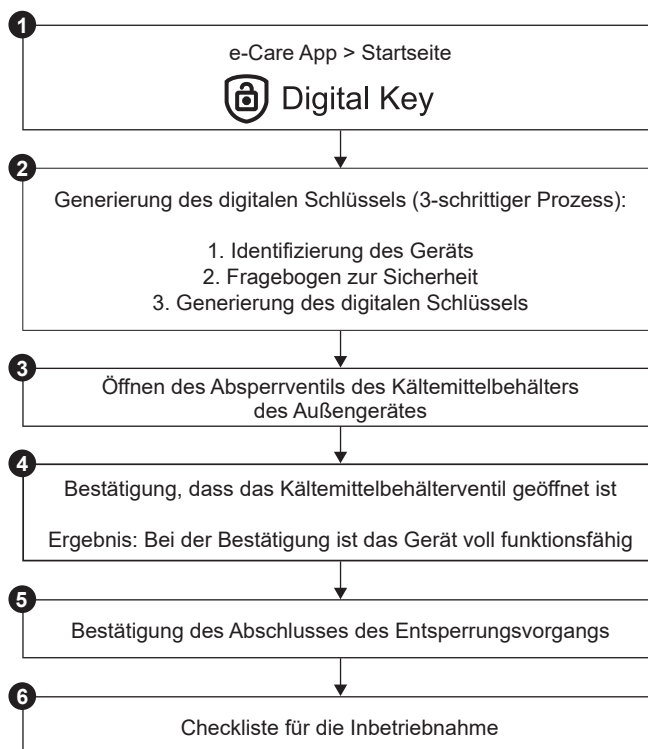 1
e-Care App > Startseite
Digital Key
2
Generierung des digitalen Schlüssels (3-schrittiger Prozess):
1. Identifizierung des Geräts
2. Fragebogen zur Sicherheit
3. Generierung des digitalen Schlüssels
3
Öffnen des Absperrventils des Kältemittelbehälters
des Außengerätes
4
Bestätigung, dass das Kältemittelbehälterventil geöffnet ist
Ergebnis: Bei der Bestätigung ist das Gerät voll funktionsfähig
5
Bestätigung des Abschlusses des Entsperrungsvorgangs
6
Checkliste für die Inbetriebnahme